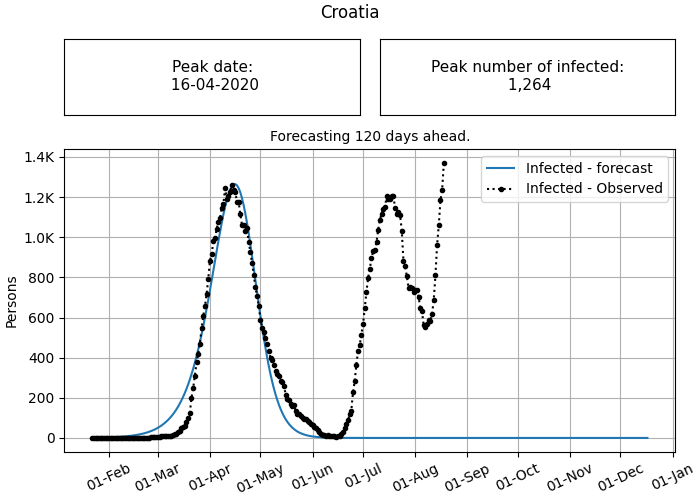 Croatia
Peak date:
16-04-2020
Peak number of infected:
1,264
Forecasting 120 days ahead.
Infected - forecast
Infected - Observed
1.4K
1.2K
1.0K
800
600
400
200
0
Persons
01-Feb
01-Mar
01-Apr
01-May
01-Jun
01-Jul
01-Aug
01-Sep
01-Oct
01-Nov
01-Dec
01-Jan